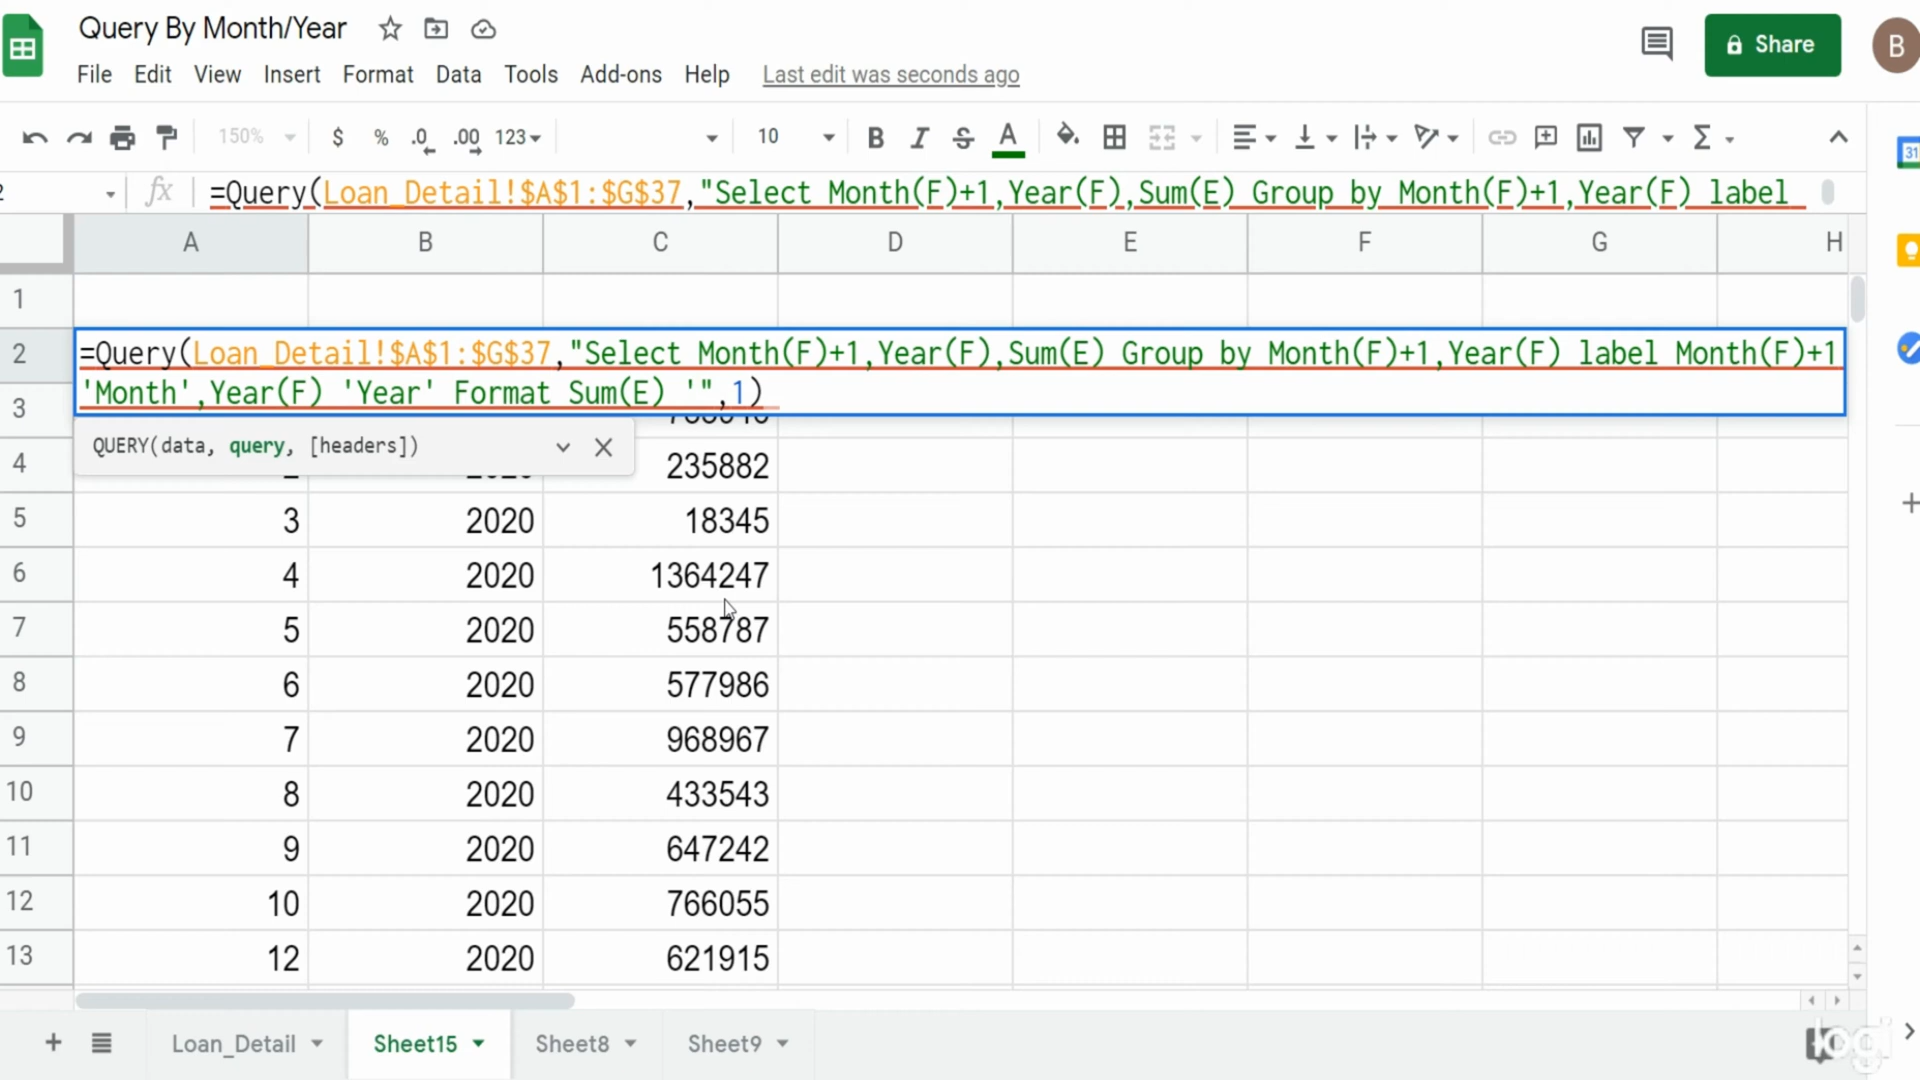 Query By Month/Year
File Edit View Insert Format Data Tools Add-ons Help Last edit was seconds ago
Share
B
150% $ % .0 .00 123 10 B I S A
31
fx =Query(Loan_Detail!$A$1:$G$37,"Select Month(F)+1,Year(F),Sum(E) Group by Month(F)+1,Year(F) label
A B C D E F G H
1
2 =Query(Loan_Detail!$A$1:$G$37,"Select Month(F)+1,Year(F),Sum(E) Group by Month(F)+1,Year(F) label Month(F)+1
'Month',Year(F) 'Year' Format Sum(E) '",1)
3
QUERY(data, query, [headers])
4 235882
5 3 2020 18345
6 4 2020 1364247
7 5 2020 558787
8 6 2020 577986
9 7 2020 968967
10 8 2020 433543
11 9 2020 647242
12 10 2020 766055
13 12 2020 621915
Loan_Detail Sheet15 Sheet8 Sheet9
logi